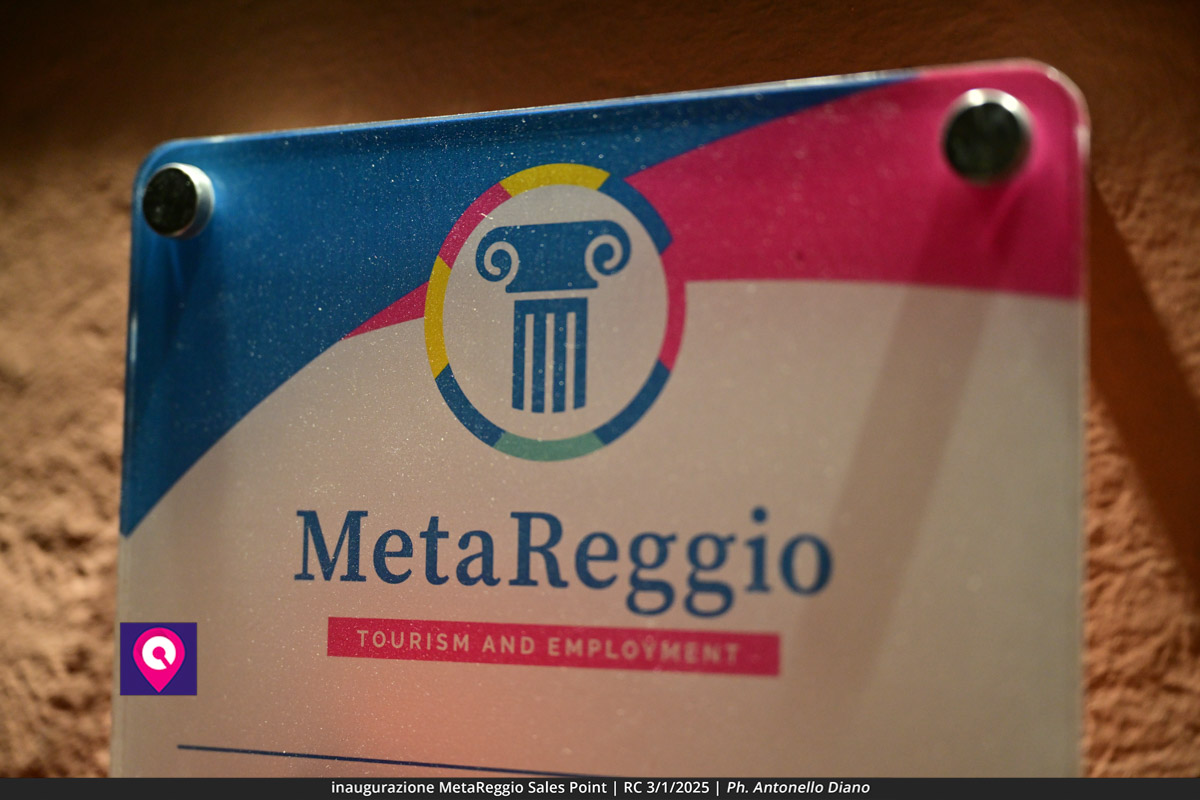 MetaReggio
TOURISM AND EMPLOYMENT
inaugurazione MetaReggio Sales Point | RC 3/1/2025 | Ph. Antonello Diano